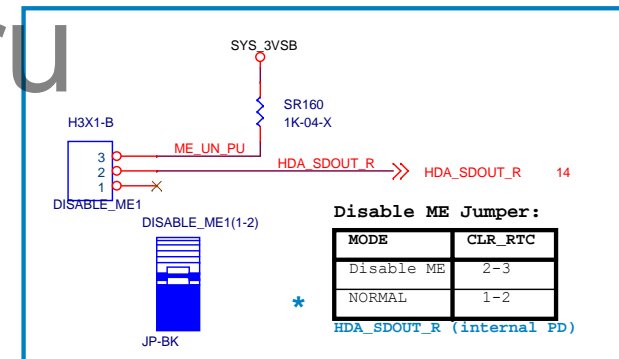 ru
SYS_3VSB
SR160
1K-04-X
H3X1-B
3
2
1
ME_UN_PU
HDA_SDOUT_R
HDA_SDOUT_R 14
DISABLE_ME1
DISABLE_ME1(1-2)
JP-BK
Disable ME Jumper:
MODE CLR_RTC
Disable ME 2-3
* NORMAL 1-2
HDA_SDOUT_R (internal PD)